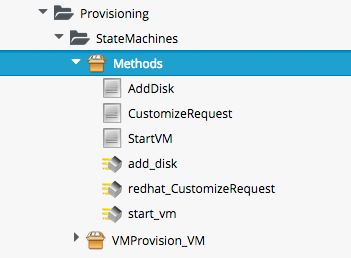 Provisioning
StateMachines
Methods
AddDisk
CustomizeRequest
StartVM
add_disk
redhat_CustomizeRequest
start_vm
VMProvision_VM